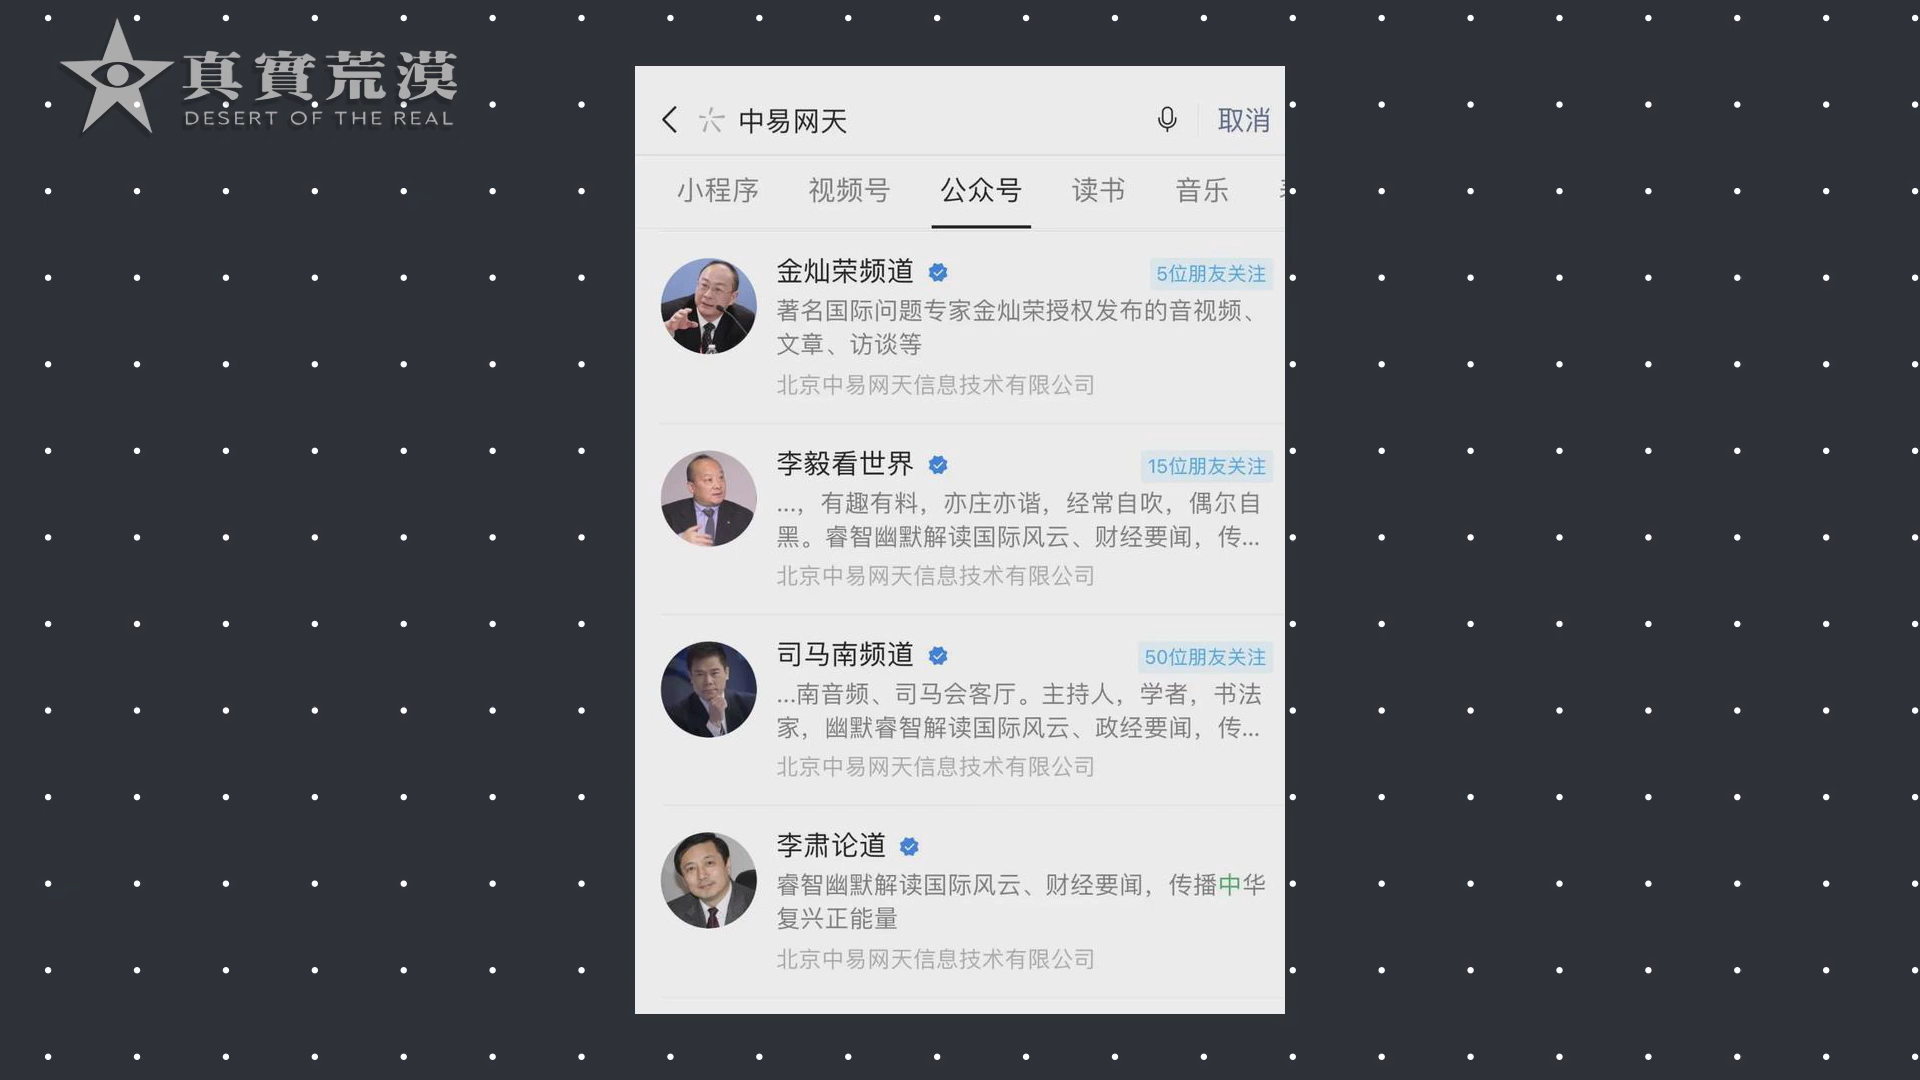 真實荒漠
DESERT OF THE REAL
中易网天
取消
小程序
视频号
公众号
读书
音乐
金灿荣频道
5位朋友关注
著名国际问题专家金灿荣授权发布的音视频、
文章、访谈等
北京中易网天信息技术有限公司
李毅看世界
15位朋友关注
...，有趣有料，亦庄亦谐，经常自吹，偶尔自
黑。睿智幽默解读国际风云、财经要闻，传...
北京中易网天信息技术有限公司
司马南频道
50位朋友关注
...南音频、司马会客厅。主持人，学者，书法
家，幽默睿智解读国际风云、政经要闻，传...
北京中易网天信息技术有限公司
李肃论道
睿智幽默解读国际风云、财经要闻，传播中华
复兴正能量
北京中易网天信息技术有限公司